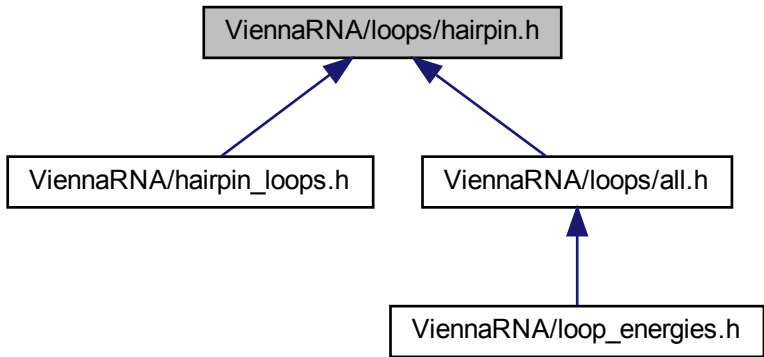 ViennaRNA/loops/hairpin.h
ViennaRNA/hairpin_loops.h
ViennaRNA/loops/all.h
ViennaRNA/loop_energies.h